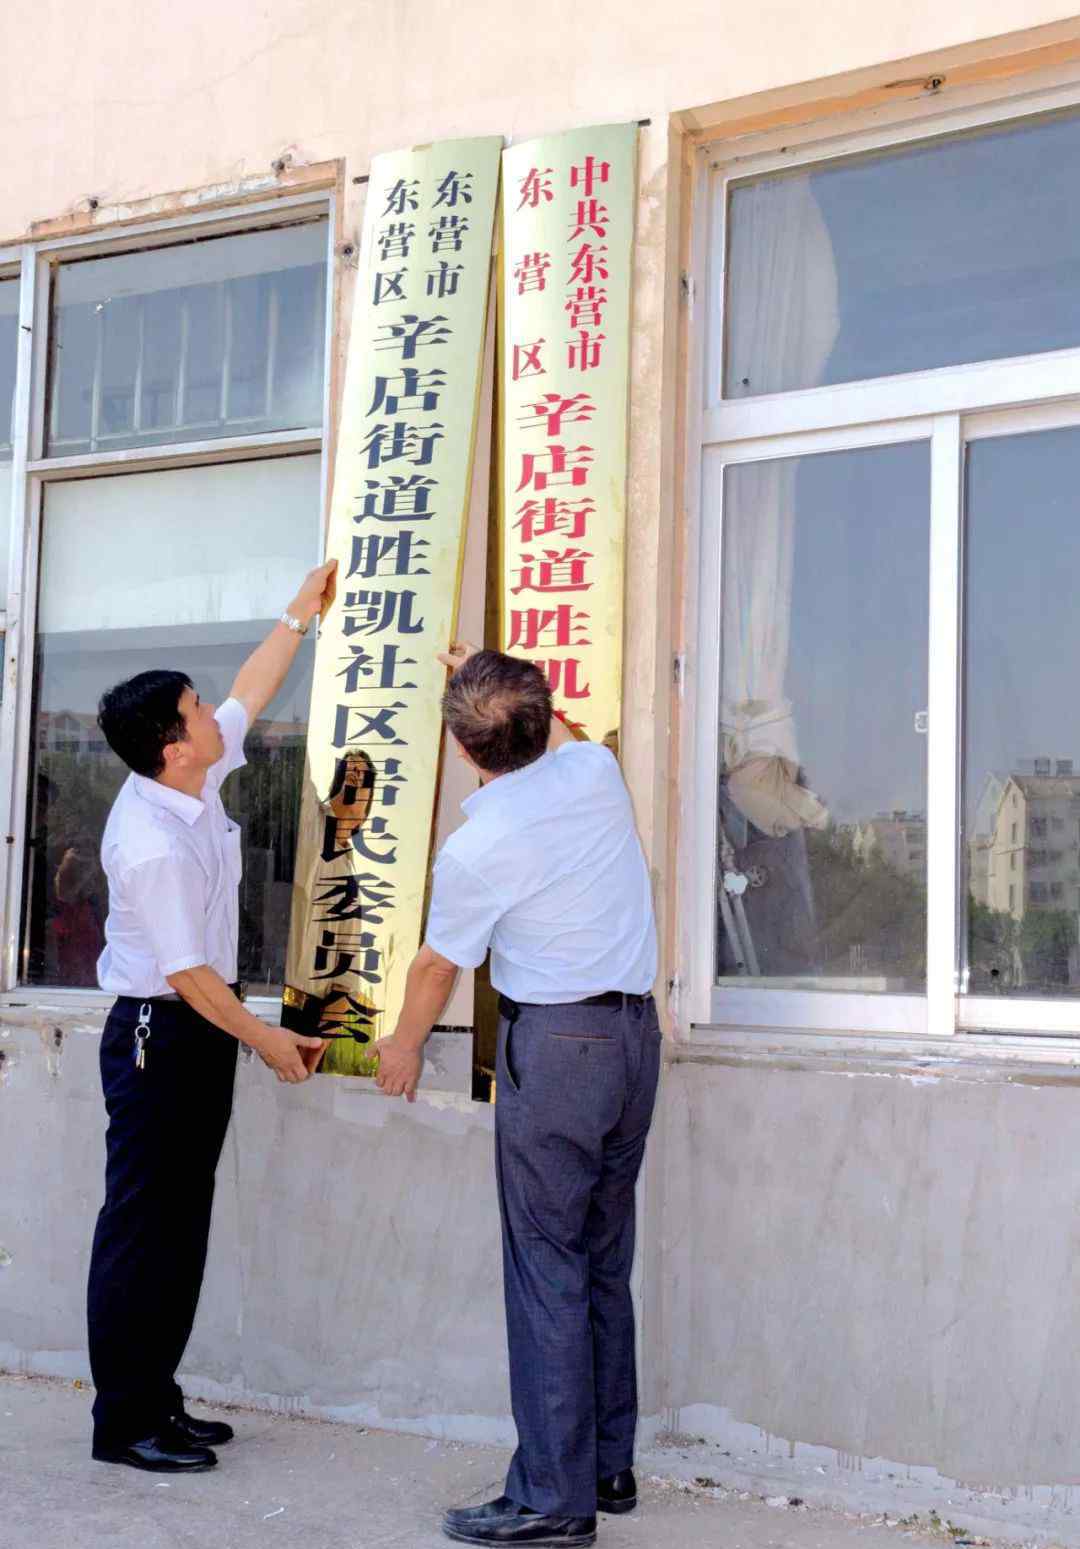 中共东营市
东营区
辛店街道胜凯
东营市
东营区
辛店街道胜凯社区居民委员会